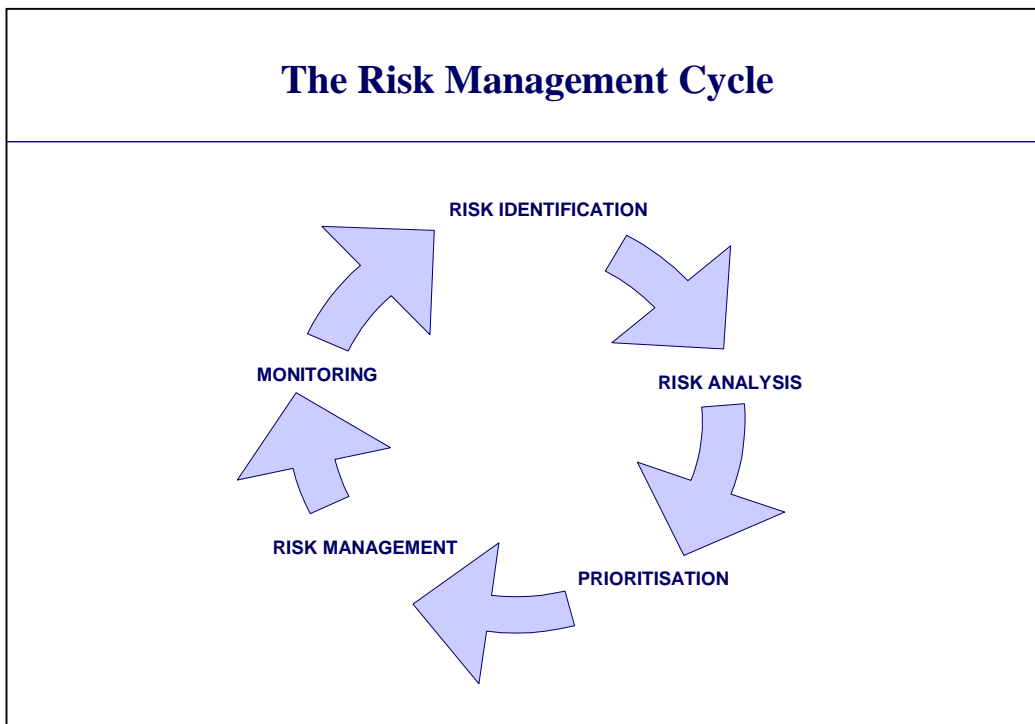 The Risk Management Cycle
RISK IDENTIFICATION
RISK ANALYSIS
PRIORITISATION
RISK MANAGEMENT
MONITORING